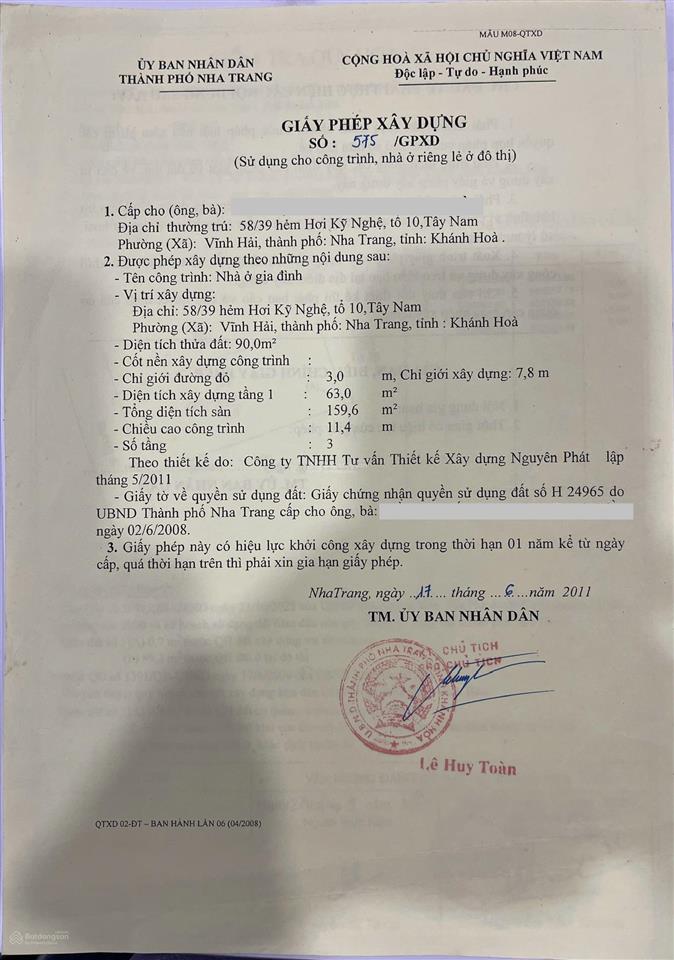 MẪU M08-QTXD
ỦY BAN NHÂN DÂN
THÀNH PHỐ NHA TRANG
CỘNG HOÀ XÃ HỘI CHỦ NGHĨA VIỆT NAM
Độc lập - Tự do - Hạnh phúc
GIẤY PHÉP XÂY DỰNG
SỐ : 575 /GPXD
(Sử dụng cho công trình, nhà ở riêng lẻ ở đô thị)
1. Cấp cho (ông, bà):
Địa chỉ thường trú: 58/39 hẻm Hơi Kỹ Nghệ, tổ 10,Tây Nam
Phường (Xã): Vĩnh Hải, thành phố: Nha Trang, tỉnh: Khánh Hoà .
2. Được phép xây dựng theo những nội dung sau:
- Tên công trình: Nhà ở gia đình
- Vị trí xây dựng:
Địa chỉ: 58/39 hẻm Hơi Kỹ Nghệ, tổ 10,Tây Nam
Phường (Xã): Vĩnh Hải, thành phố: Nha Trang, tỉnh : Khánh Hoà
- Diện tích thửa đất: 90,0m²
- Cốt nền xây dựng công trình :
- Chỉ giới đường đỏ : 3,0 m, Chỉ giới xây dựng: 7,8 m
- Diện tích xây dựng tầng 1 : 63,0 m²
- Tổng diện tích sàn : 159,6 m²
- Chiều cao công trình : 11,4 m
- Số tầng : 3
Theo thiết kế do: Công ty TNHH Tư vấn Thiết kế Xây dựng Nguyên Phát lập
tháng 5/2011
- Giấy tờ về quyền sử dụng đất: Giấy chứng nhận quyền sử dụng đất số H 24965 do
UBND Thành phố Nha Trang cấp cho ông, bà:
ngày 02/6/2008.
3. Giấy phép này có hiệu lực khởi công xây dựng trong thời hạn 01 năm kể từ ngày
cấp, quá thời hạn trên thì phải xin gia hạn giấy phép.
NhaTrang, ngày ..17... tháng ...6...năm 2011
TM. ỦY BAN NHÂN DÂN
CHỦ TỊCH
CHỦ TỊCH
U.B.N.D THÀNH PHỐ NHA TRANG
KHÁNH HÒA
Lê Huy Toàn
QTXD 02-ĐT – BAN HÀNH LẦN 06 (04/2008)
Batdongsan